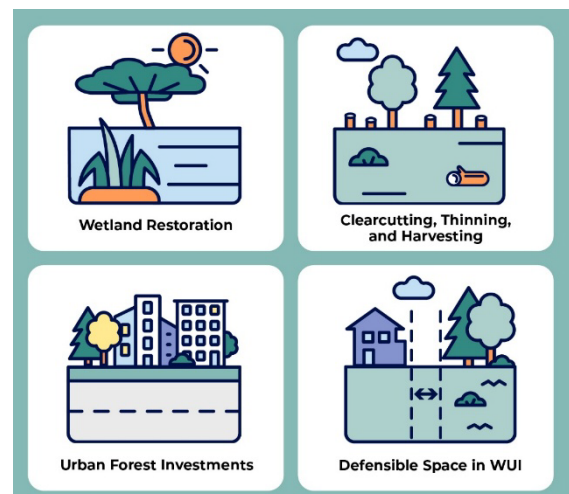 Wetland Restoration
Clearcutting, Thinning,
and Harvesting
Urban Forest Investments
Defensible Space in WUI